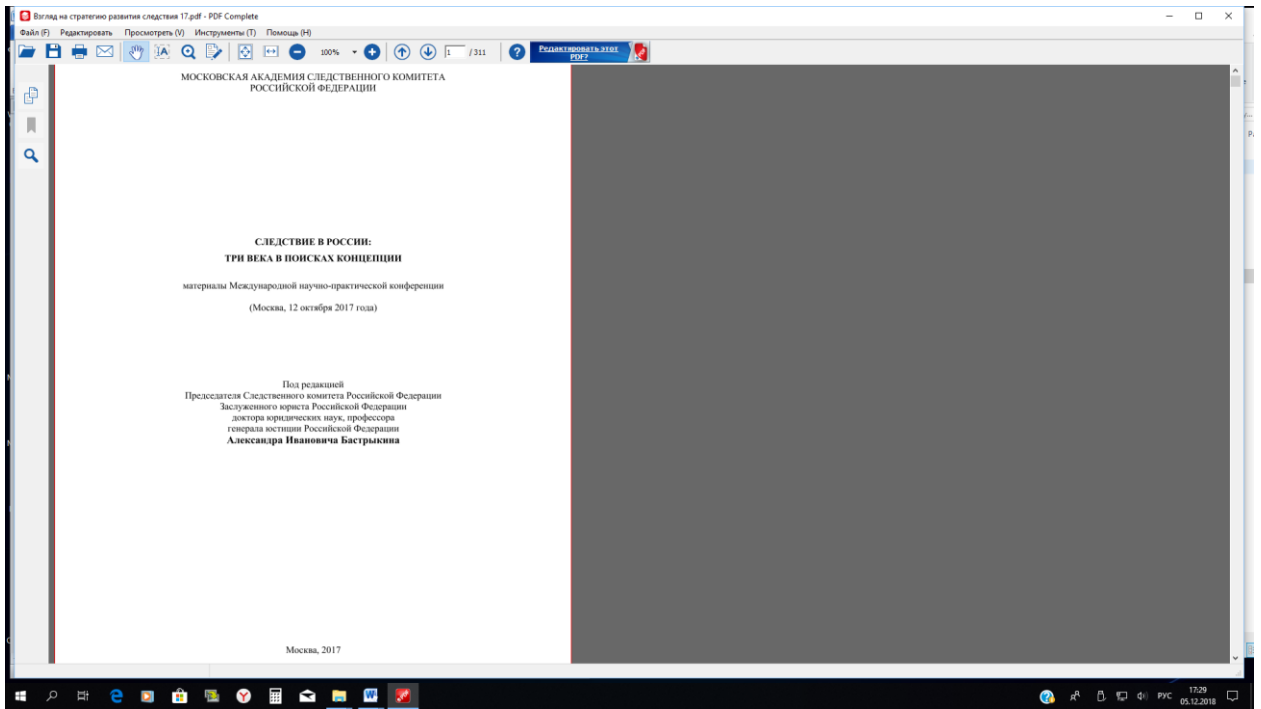 Взгляд на стратегию развития следствия 17.pdf - PDF Complete
Файл (F) Редактировать Просмотреть (V) Инструменты (T) Помощь (H)
100% 1 / 311 Редактировать этот
PDF?
МОСКОВСКАЯ АКАДЕМИЯ СЛЕДСТВЕННОГО КОМИТЕТА
РОССИЙСКОЙ ФЕДЕРАЦИИ
СЛЕДСТВИЕ В РОССИИ:
ТРИ ВЕКА В ПОИСКАХ КОНЦЕПЦИИ
материалы Международной научно-практической конференции
(Москва, 12 октября 2017 года)
Под редакцией
Председателя Следственного комитета Российской Федерации
Заслуженного юриста Российской Федерации
доктора юридических наук, профессора
генерала юстиции Российской Федерации
Александра Ивановича Бастрыкина
Москва, 2017
РУС
17:29
05.12.2018